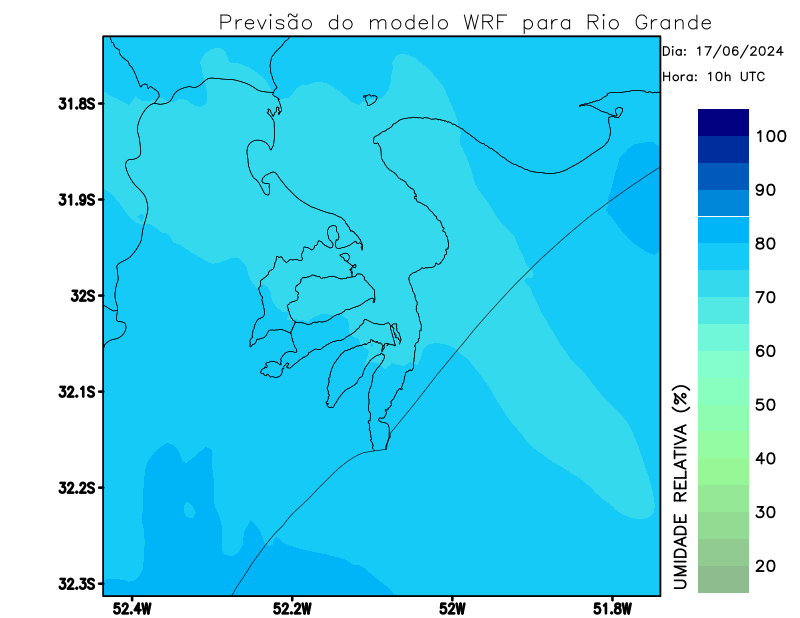 Previsão do modelo WRF para Rio Grande
Dia: 17/06/2024
Hora: 10h UTC
31.8S
31.9S
32S
32.1S
32.2S
32.3S
52.4W
52.2W
52W
51.8W
100
90
80
70
60
50
40
30
20
UMIDADE RELATIVA (%)